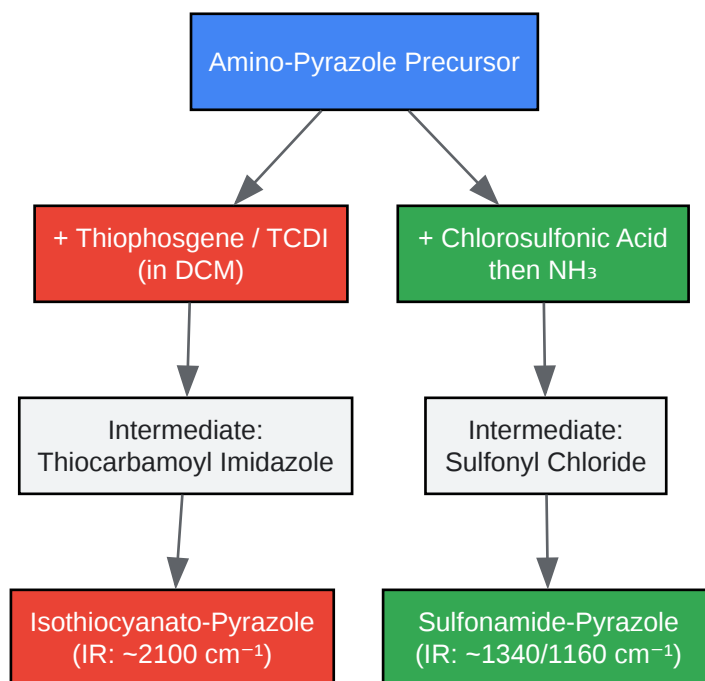 Amino-Pyrazole Precursor
+ Thiophosgene / TCDI
(in DCM)
+ Chlorosulfonic Acid
then NH₃
Intermediate:
Thiocarbamoyl Imidazole
Intermediate:
Sulfonyl Chloride
Isothiocyanato-Pyrazole
(IR: ~2100 cm⁻¹)
Sulfonamide-Pyrazole
(IR: ~1340/1160 cm⁻¹)